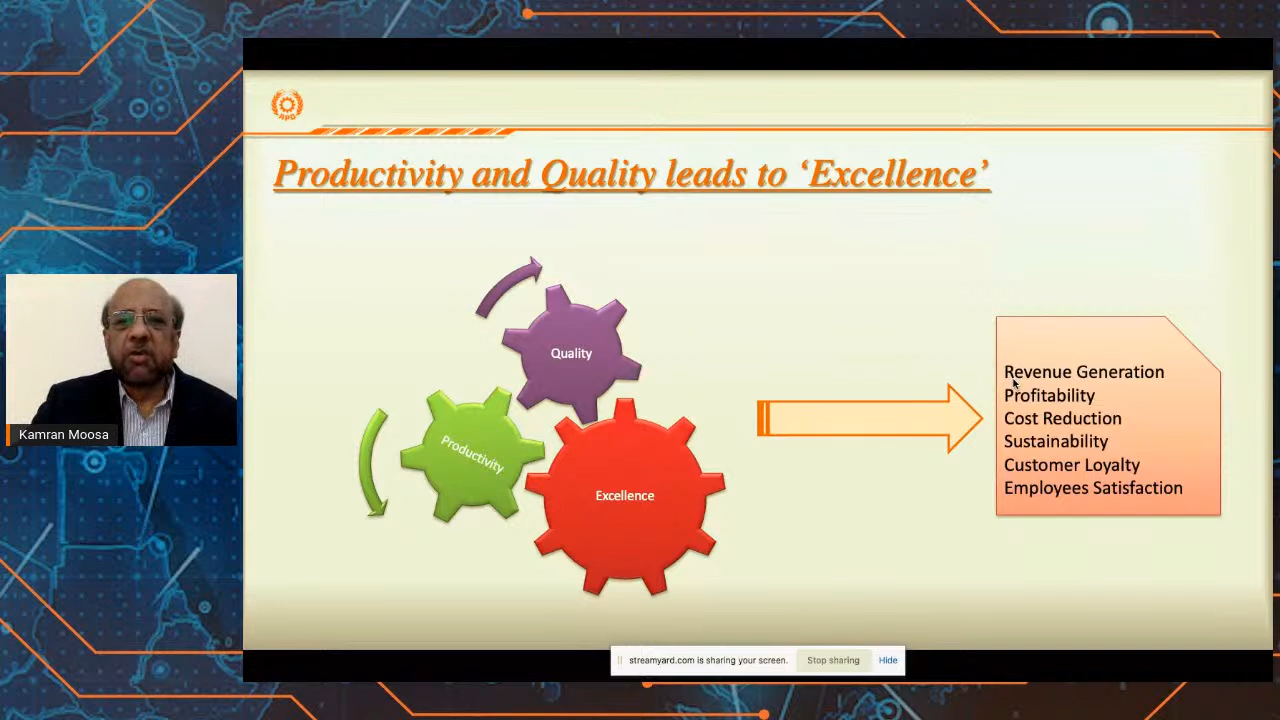 APO
Productivity and Quality leads to ‘Excellence’
Quality
Productivity
Excellence
Revenue Generation
Profitability
Cost Reduction
Sustainability
Customer Loyalty
Employees Satisfaction
Kamran Moosa
streamyard.com is sharing your screen.
Stop sharing
Hide